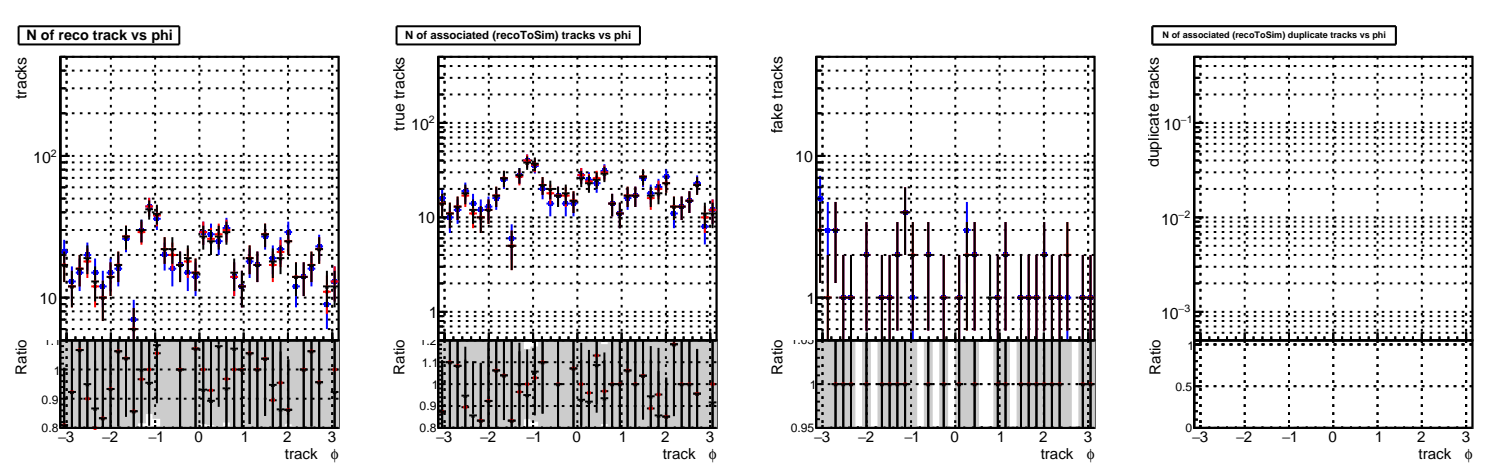 N of reco track vs phi
tracks
10²
10
Ratio
1.1
1
0.9
0.8
−3 −2 −1 0 1 2 3
track ϕ
N of associated (recoToSim) tracks vs phi
true tracks
10²
10
1
Ratio
1.2
1.1
1
0.9
0.8
−3 −2 −1 0 1 2 3
track ϕ
fake tracks
10
1
Ratio
1.05
1
0.95
−3 −2 −1 0 1 2 3
track ϕ
N of associated (recoToSim) duplicate tracks vs phi
duplicate tracks
10⁻¹
10⁻²
10⁻³
Ratio
1
0.5
0
−3 −2 −1 0 1 2 3
track ϕ